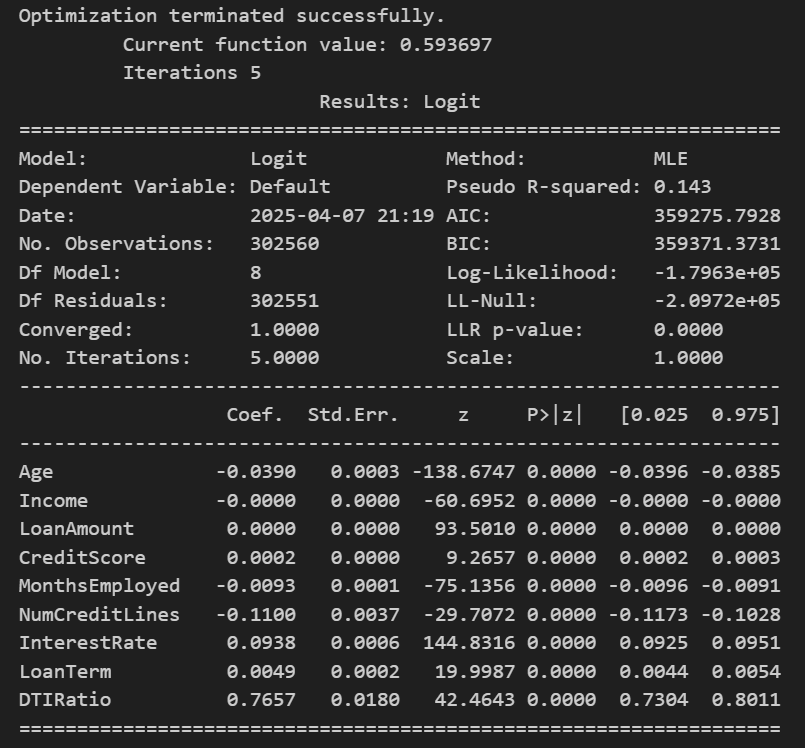 Optimization terminated successfully.
         Current function value: 0.593697
         Iterations 5
                          Results: Logit
==================================================================
Model:              Logit            Method:           MLE
Dependent Variable: Default          Pseudo R-squared: 0.143
Date:               2025-04-07 21:19 AIC:              359275.7928
No. Observations:   302560           BIC:              359371.3731
Df Model:           8                Log-Likelihood:   -1.7963e+05
Df Residuals:       302551           LL-Null:          -2.0972e+05
Converged:          1.0000           LLR p-value:      0.0000
No. Iterations:     5.0000           Scale:            1.0000
------------------------------------------------------------------
                  Coef.  Std.Err.     z     P>|z|   [0.025  0.975]
------------------------------------------------------------------
Age              -0.0390   0.0003 -138.6747 0.0000 -0.0396 -0.0385
Income           -0.0000   0.0000  -60.6952 0.0000 -0.0000 -0.0000
LoanAmount        0.0000   0.0000   93.5010 0.0000  0.0000  0.0000
CreditScore       0.0002   0.0000    9.2657 0.0000  0.0002  0.0003
MonthsEmployed   -0.0093   0.0001  -75.1356 0.0000 -0.0096 -0.0091
NumCreditLines   -0.1100   0.0037  -29.7072 0.0000 -0.1173 -0.1028
InterestRate      0.0938   0.0006  144.8316 0.0000  0.0925  0.0951
LoanTerm          0.0049   0.0002   19.9987 0.0000  0.0044  0.0054
DTIRatio          0.7657   0.0180   42.4643 0.0000  0.7304  0.8011
==================================================================